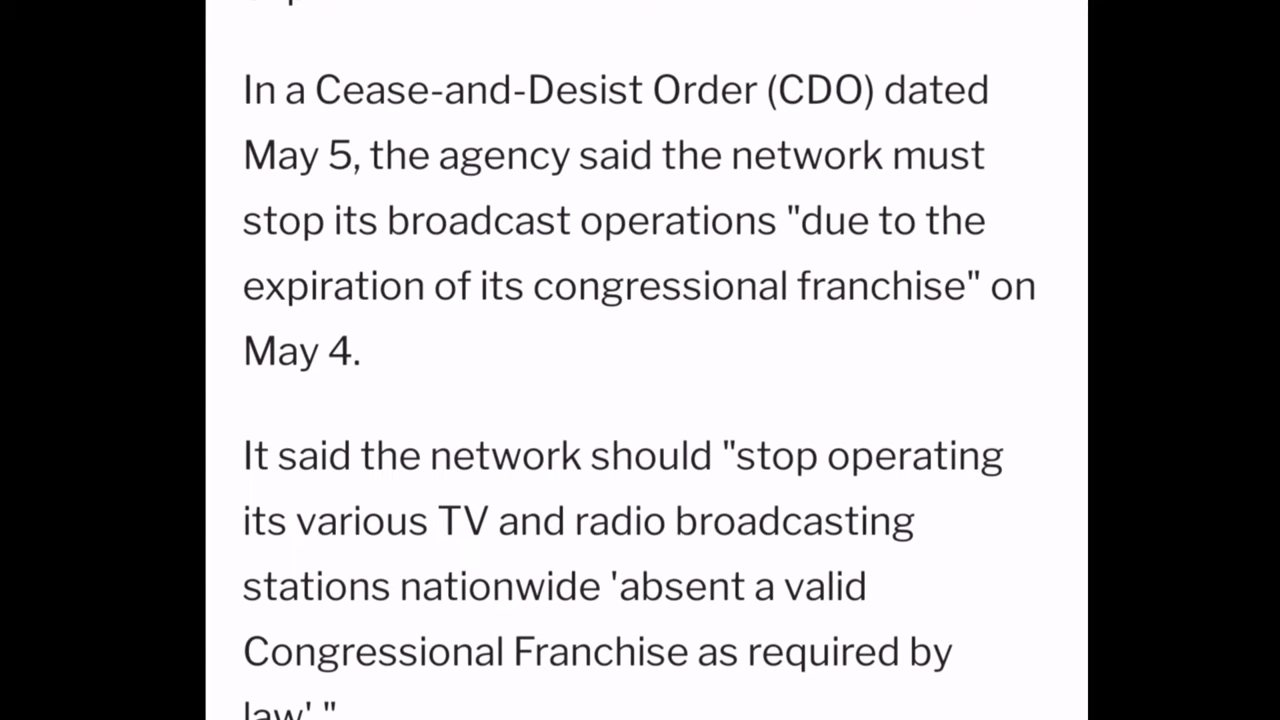 In a Cease-and-Desist Order (CDO) dated
May 5, the agency said the network must
stop its broadcast operations "due to the
expiration of its congressional franchise" on
May 4.
It said the network should "stop operating
its various TV and radio broadcasting
stations nationwide 'absent a valid
Congressional Franchise as required by
law' "